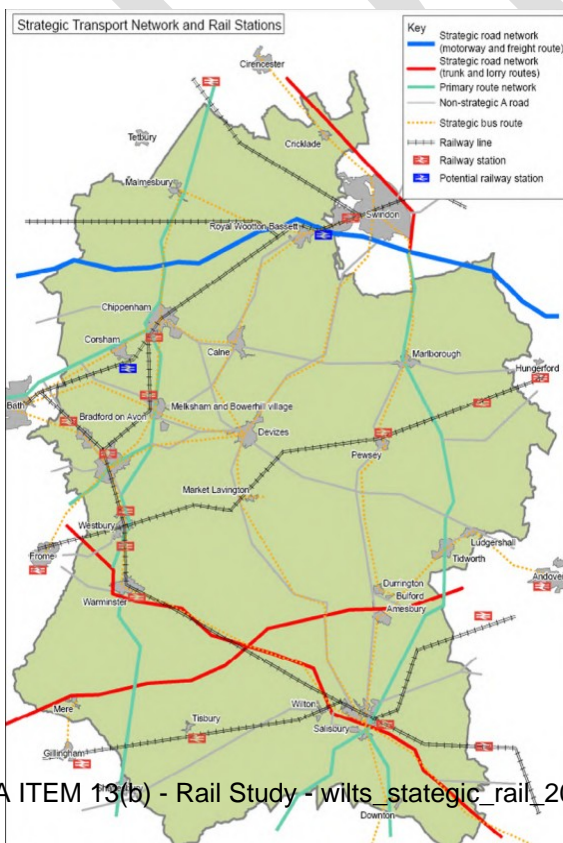 Strategic Transport Network and Rail Stations
Key
Strategic road network
(motorway and freight route)
Strategic road network
(trunk and lorry routes)
Primary route network
Non-strategic A road
Strategic bus route
Railway line
Railway station
Potential railway station
Cirencester
Cricklade
Tetbury
Malmesbury
Swindon
Royal Wootton Bassett
Chippenham
Corsham
Calne
Marlborough
Hungerford
Bath
Melksham and Bowerhill village
Bradford on Avon
Devizes
Pewsey
Market Lavington
Westbury
Ludgershall
Frome
Tidworth
Durrington
Andover
Bulford
Warminster
Amesbury
Mere
Wilton
Tisbury
Salisbury
Gillingham
A ITEM 13(b) - Rail Study - wilts_stategic_rail_20
Downton